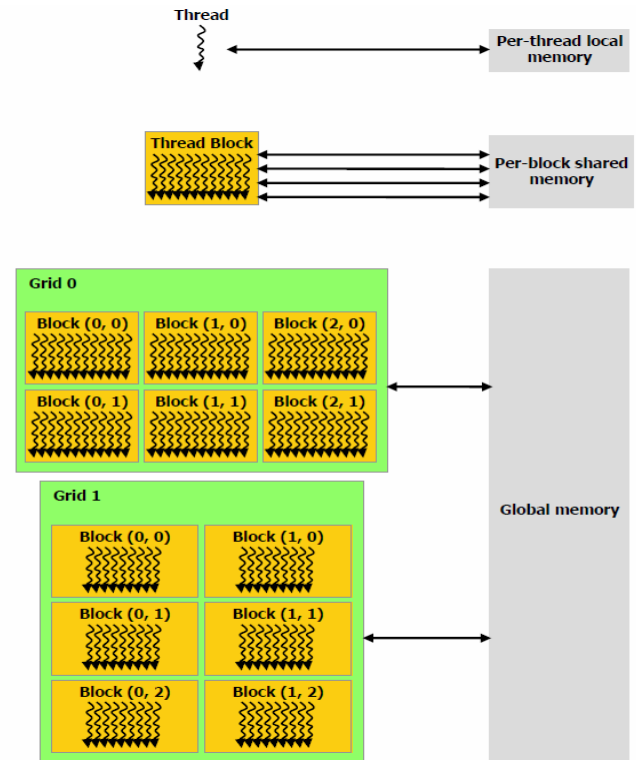 Thread
Per-thread local
memory
Thread Block
Per-block shared
memory
Grid 0
Block (0, 0) Block (1, 0) Block (2, 0)
Block (0, 1) Block (1, 1) Block (2, 1)
Grid 1
Block (0, 0) Block (1, 0)
Global memory
Block (0, 1) Block (1, 1)
Block (0, 2) Block (1, 2)